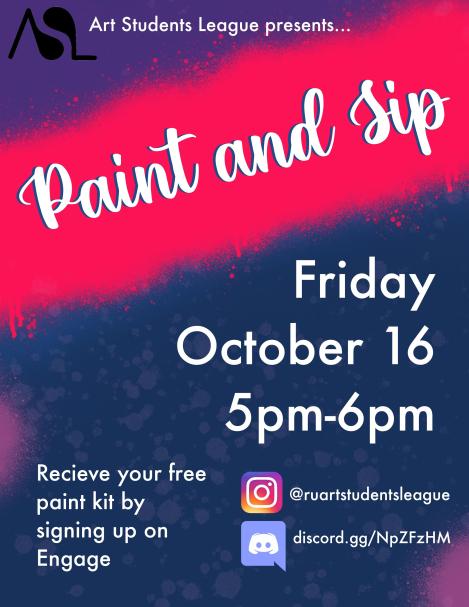 ASL
Art Students League presents...
Paint and Sip
Friday
October 16
5pm-6pm
Recieve your free
paint kit by
signing up on
Engage
@ruartstudentsleague
discord.gg/NpZFzHM